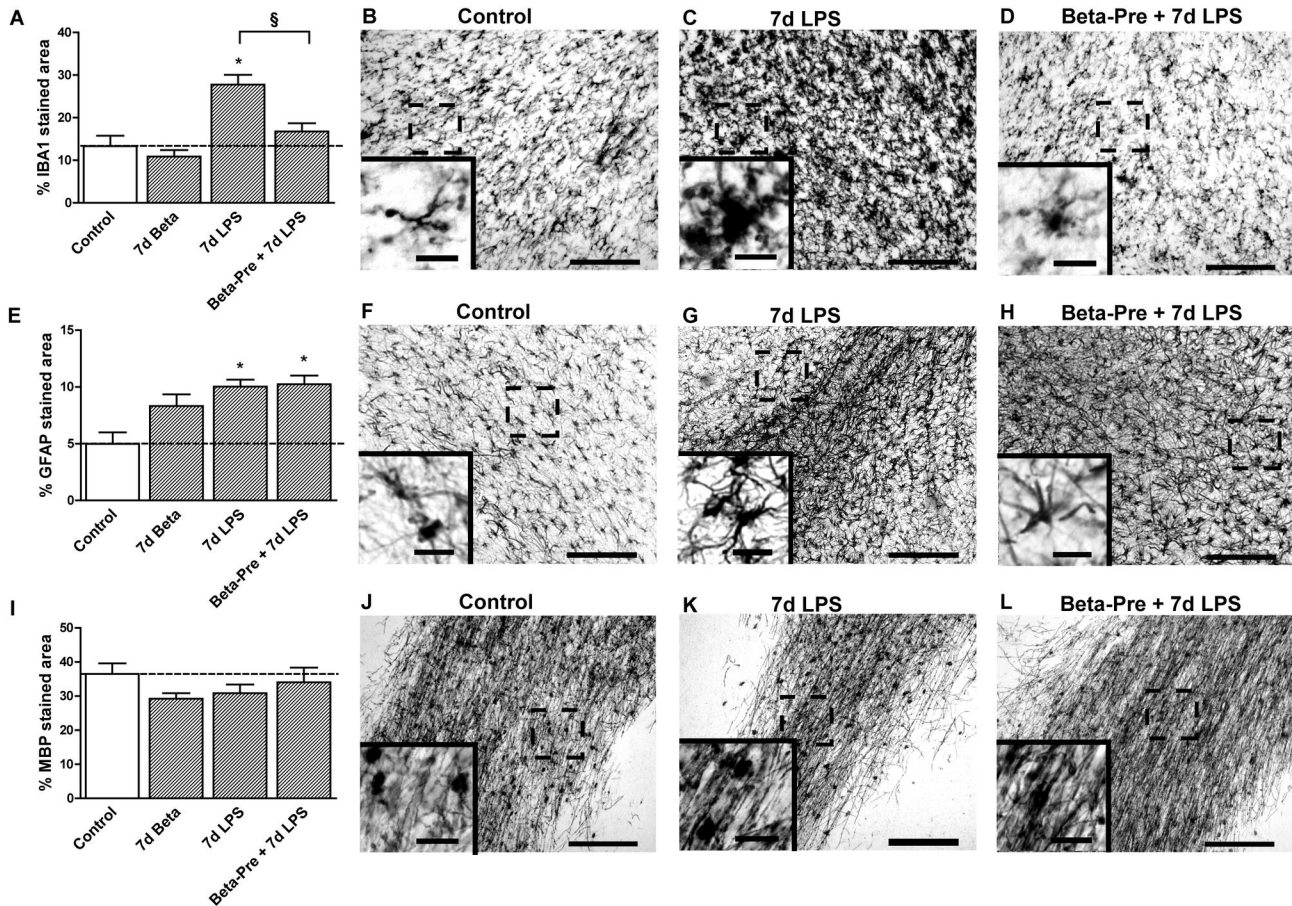 A
§
% IBA1 stained area
40
30
20
10
0
*
Control
7d Beta
7d LPS
Beta-Pre + 7d LPS
B
Control
C
7d LPS
D
Beta-Pre + 7d LPS
E
% GFAP stained area
15
10
5
0
*
*
Control
7d Beta
7d LPS
Beta-Pre + 7d LPS
F
Control
G
7d LPS
H
Beta-Pre + 7d LPS
I
% MBP stained area
50
40
30
20
10
0
Control
7d Beta
7d LPS
Beta-Pre + 7d LPS
J
Control
K
7d LPS
L
Beta-Pre + 7d LPS